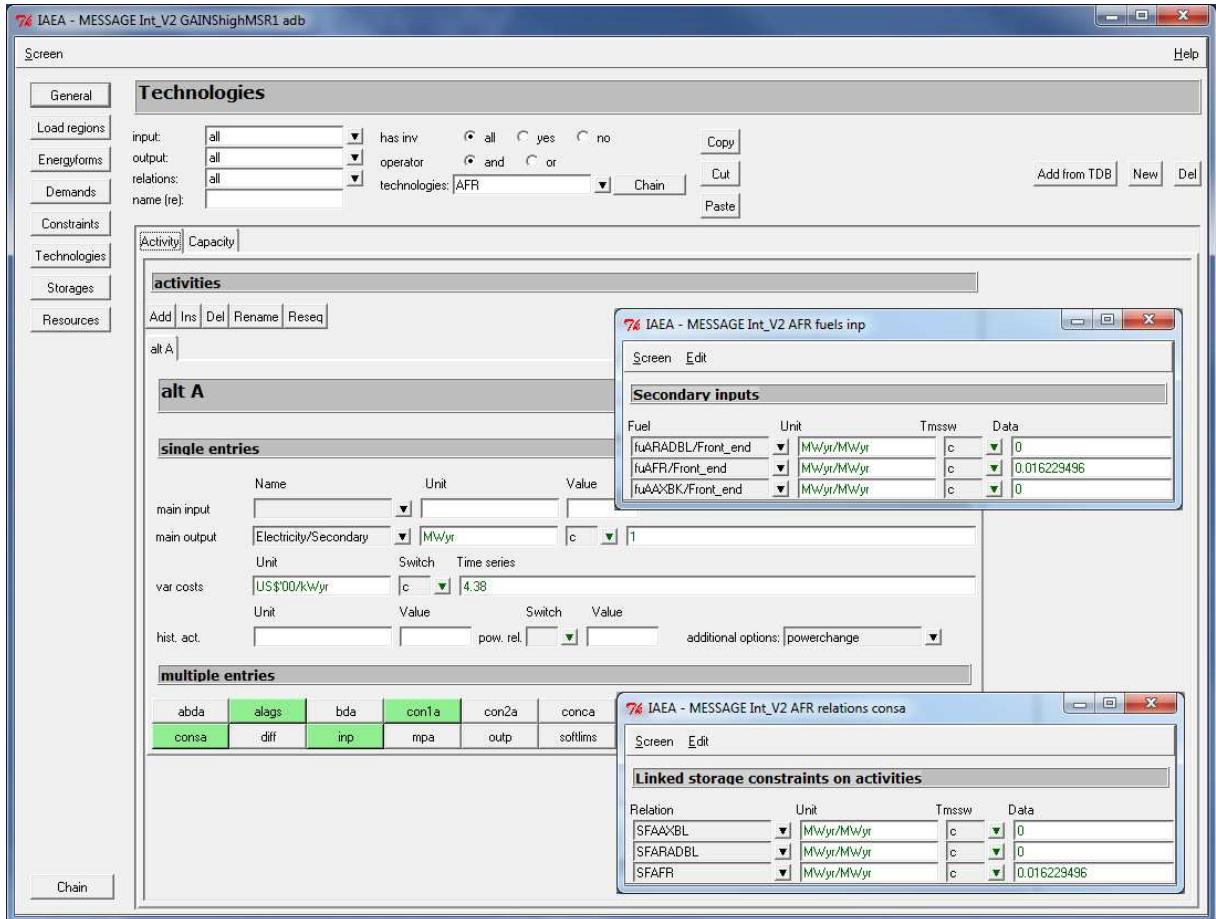 IAEA - MESSAGE Int_V2 GAINShighMSR1 adb
Screen Help
General
Load regions
Energyforms
Demands
Constraints
Technologies
Storages
Resources
Chain
Technologies
input: all has inv all yes no Copy
output: all operator and or Cut
relations: all technologies: AFR Chain Add from TDB New Del
name (re): Paste
Activity Capacity
activities
Add Ins Del Rename Reseq
alt A
alt A
single entries
Name Unit Value
main input
main output Electricity/Secondary MWyr c 1
Unit Switch Time series
var costs US$'00/kWyr c 4.38
Unit Value Switch Value
hist. act. pow. rel. additional options: powerchange
multiple entries
abda alags bda con1a con2a conca
consa diff inp mpa outp softlims
IAEA - MESSAGE Int_V2 AFR fuels inp
Screen Edit
Secondary inputs
Fuel Unit Tmssw Data
fuARADBL/Front_end MWyr/MWyr c 0
fuAFR/Front_end MWyr/MWyr c 0.016229496
fuAAXBK/Front_end MWyr/MWyr c 0
IAEA - MESSAGE Int_V2 AFR relations consa
Screen Edit
Linked storage constraints on activities
Relation Unit Tmssw Data
SFAAXBL MWyr/MWyr c 0
SFARADBL MWyr/MWyr c 0
SFAFR MWyr/MWyr c 0.016229496